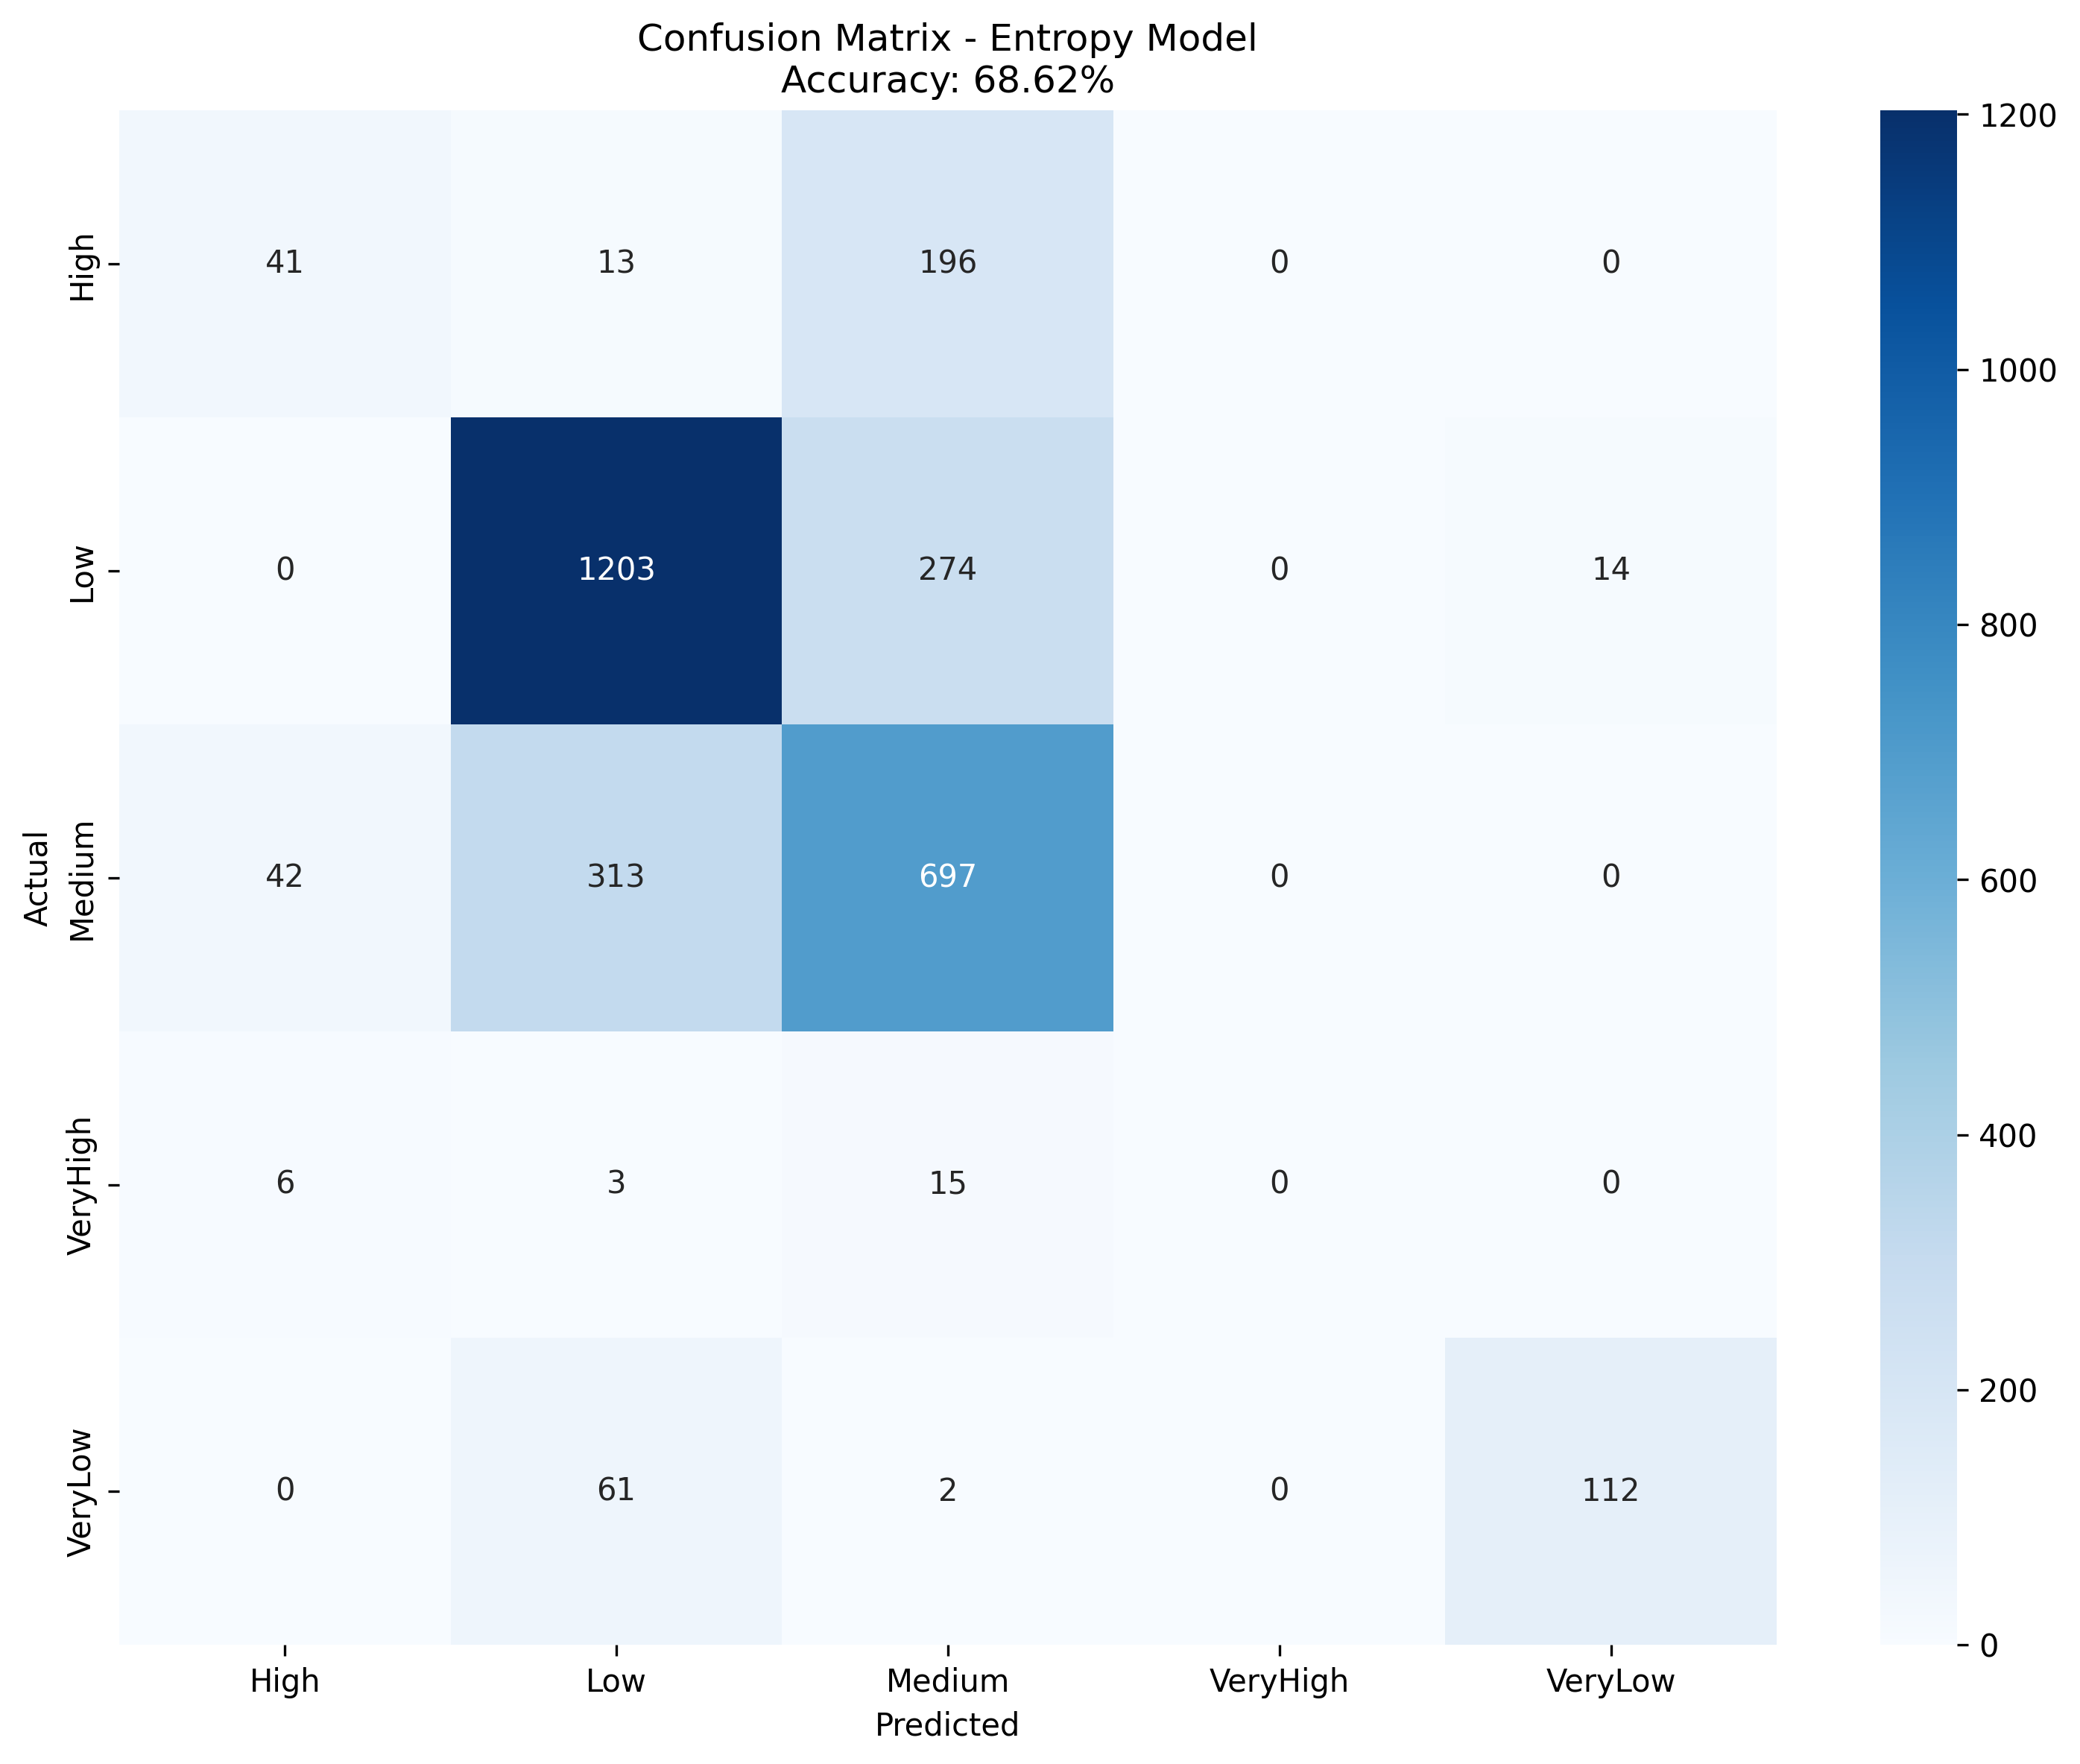 Confusion Matrix - Entropy Model
Accuracy: 68.62%
High 41 13 196 0 0
Low 0 1203 274 0 14
Medium 42 313 697 0 0
VeryHigh 6 3 15 0 0
VeryLow 0 61 2 0 112
Actual
High Low Medium VeryHigh VeryLow
Predicted
1200
1000
800
600
400
200
0